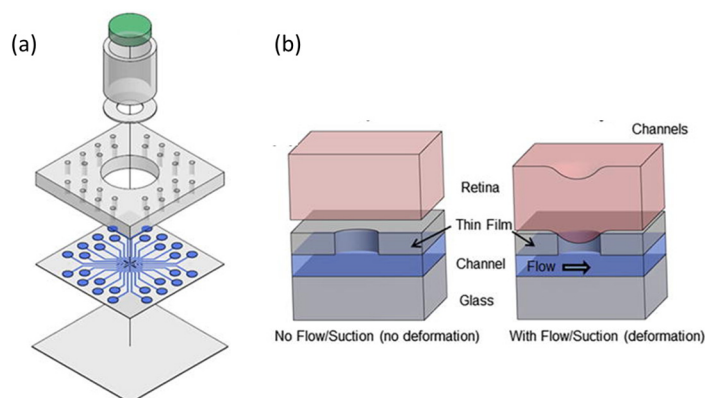 (a)
(b)
Channels
Retina
Thin Film
Channel
Flow
Glass
No Flow/Suction (no deformation)
With Flow/Suction (deformation)